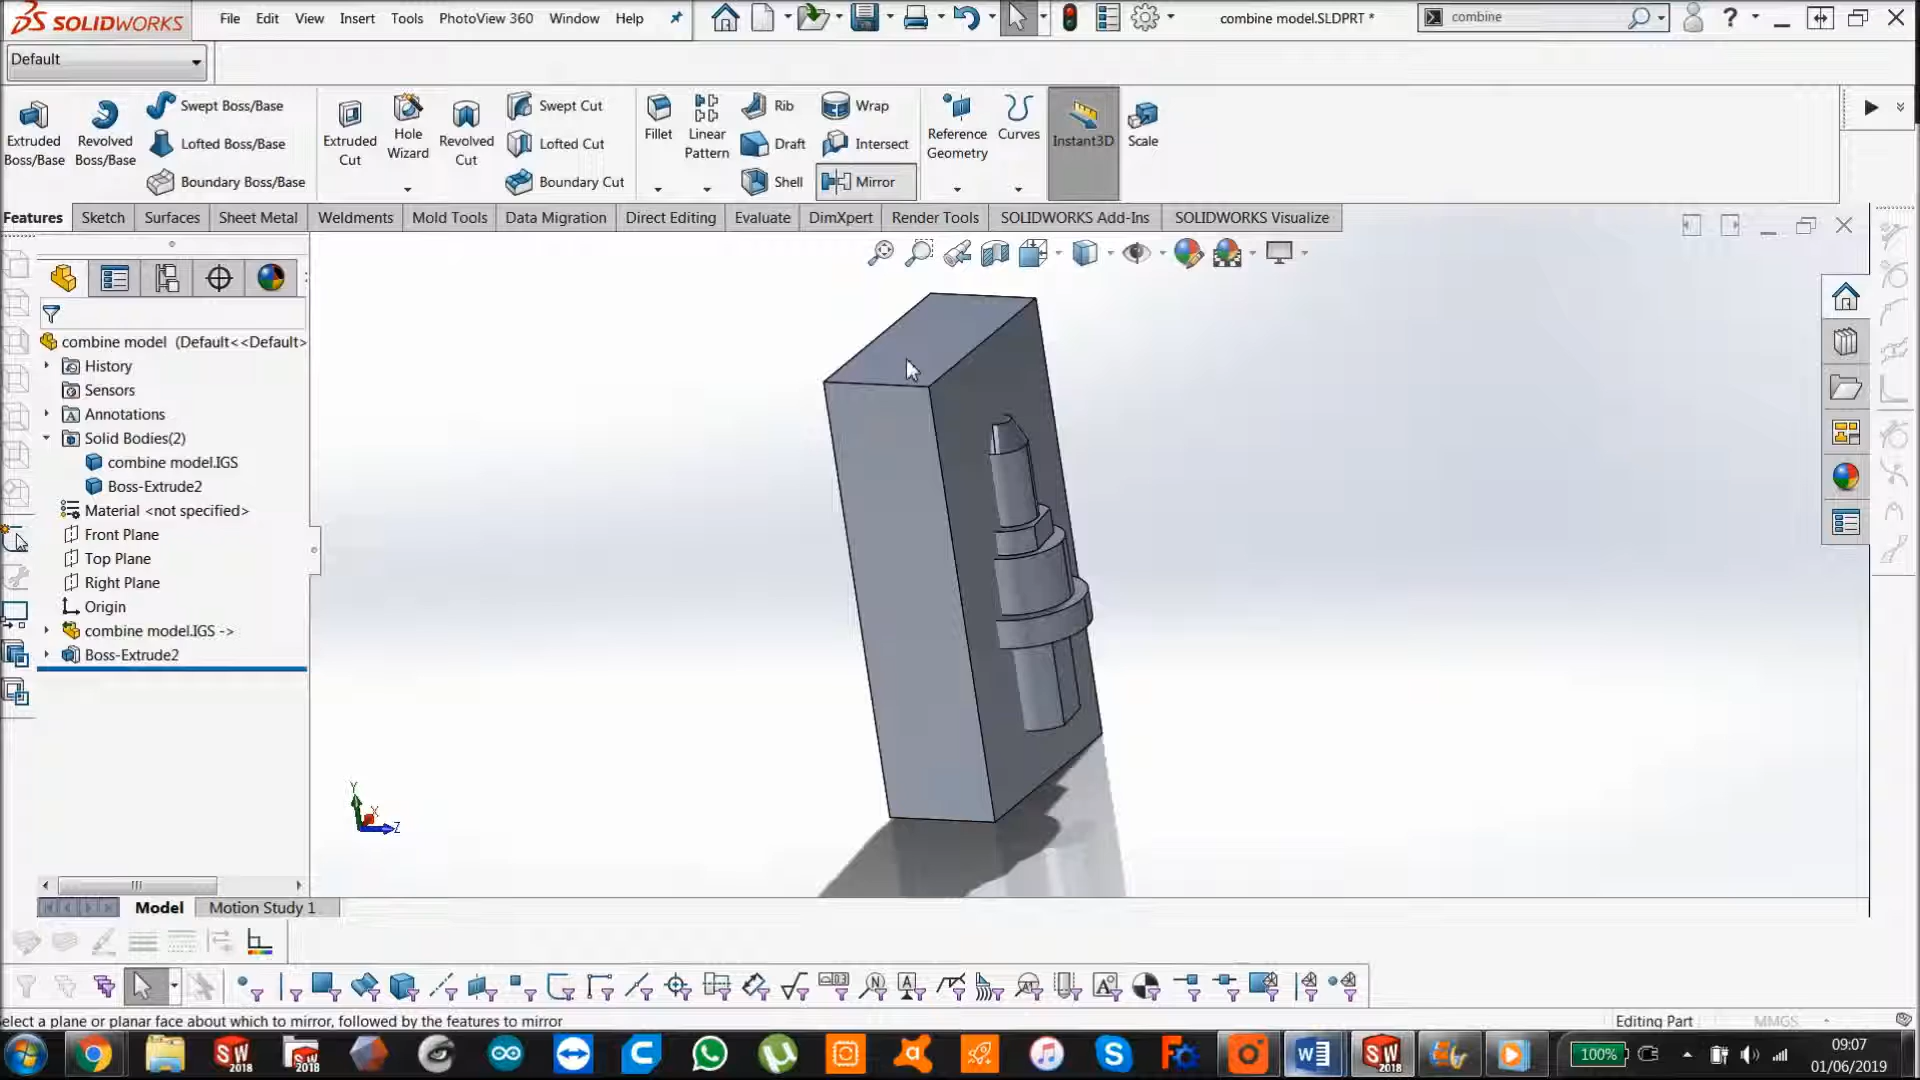 SOLIDWORKS File Edit View Insert Tools PhotoView 360 Window Help combine model.SLDPRT * combine
Default
Extruded Boss/Base
Revolved Boss/Base
Swept Boss/Base
Lofted Boss/Base
Boundary Boss/Base
Extruded Cut
Hole Wizard
Revolved Cut
Swept Cut
Lofted Cut
Boundary Cut
Fillet
Linear Pattern
Rib
Draft
Shell
Wrap
Intersect
Mirror
Reference Geometry
Curves
Instant3D
Scale
Features Sketch Surfaces Sheet Metal Weldments Mold Tools Data Migration Direct Editing Evaluate DimXpert Render Tools SOLIDWORKS Add-Ins SOLIDWORKS Visualize
combine model (Default<<Default>
History
Sensors
Annotations
Solid Bodies(2)
combine model.IGS
Boss-Extrude2
Material <not specified>
Front Plane
Top Plane
Right Plane
Origin
combine model.IGS ->
Boss-Extrude2
Y
X
Z
Model Motion Study 1
Select a plane or planar face about which to mirror, followed by the features to mirror Editing Part MMGS
SW 2018
2018
SW 2018
100%
09:07
01/06/2019